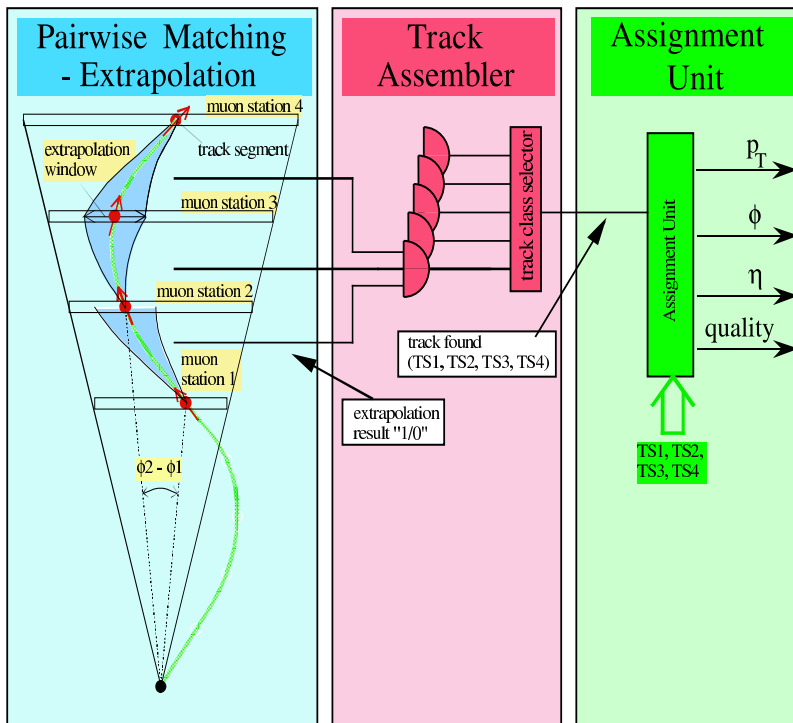 Pairwise Matching
- Extrapolation
muon station 4
extrapolation
window
track segment
muon station 3
muon station 2
muon
station 1
ϕ2 - ϕ1
extrapolation
result "1/0"
Track
Assembler
track class selector
track found
(TS1, TS2, TS3, TS4)
Assignment
Unit
Assignment Unit
pT
ϕ
η
quality
TS1, TS2,
TS3, TS4